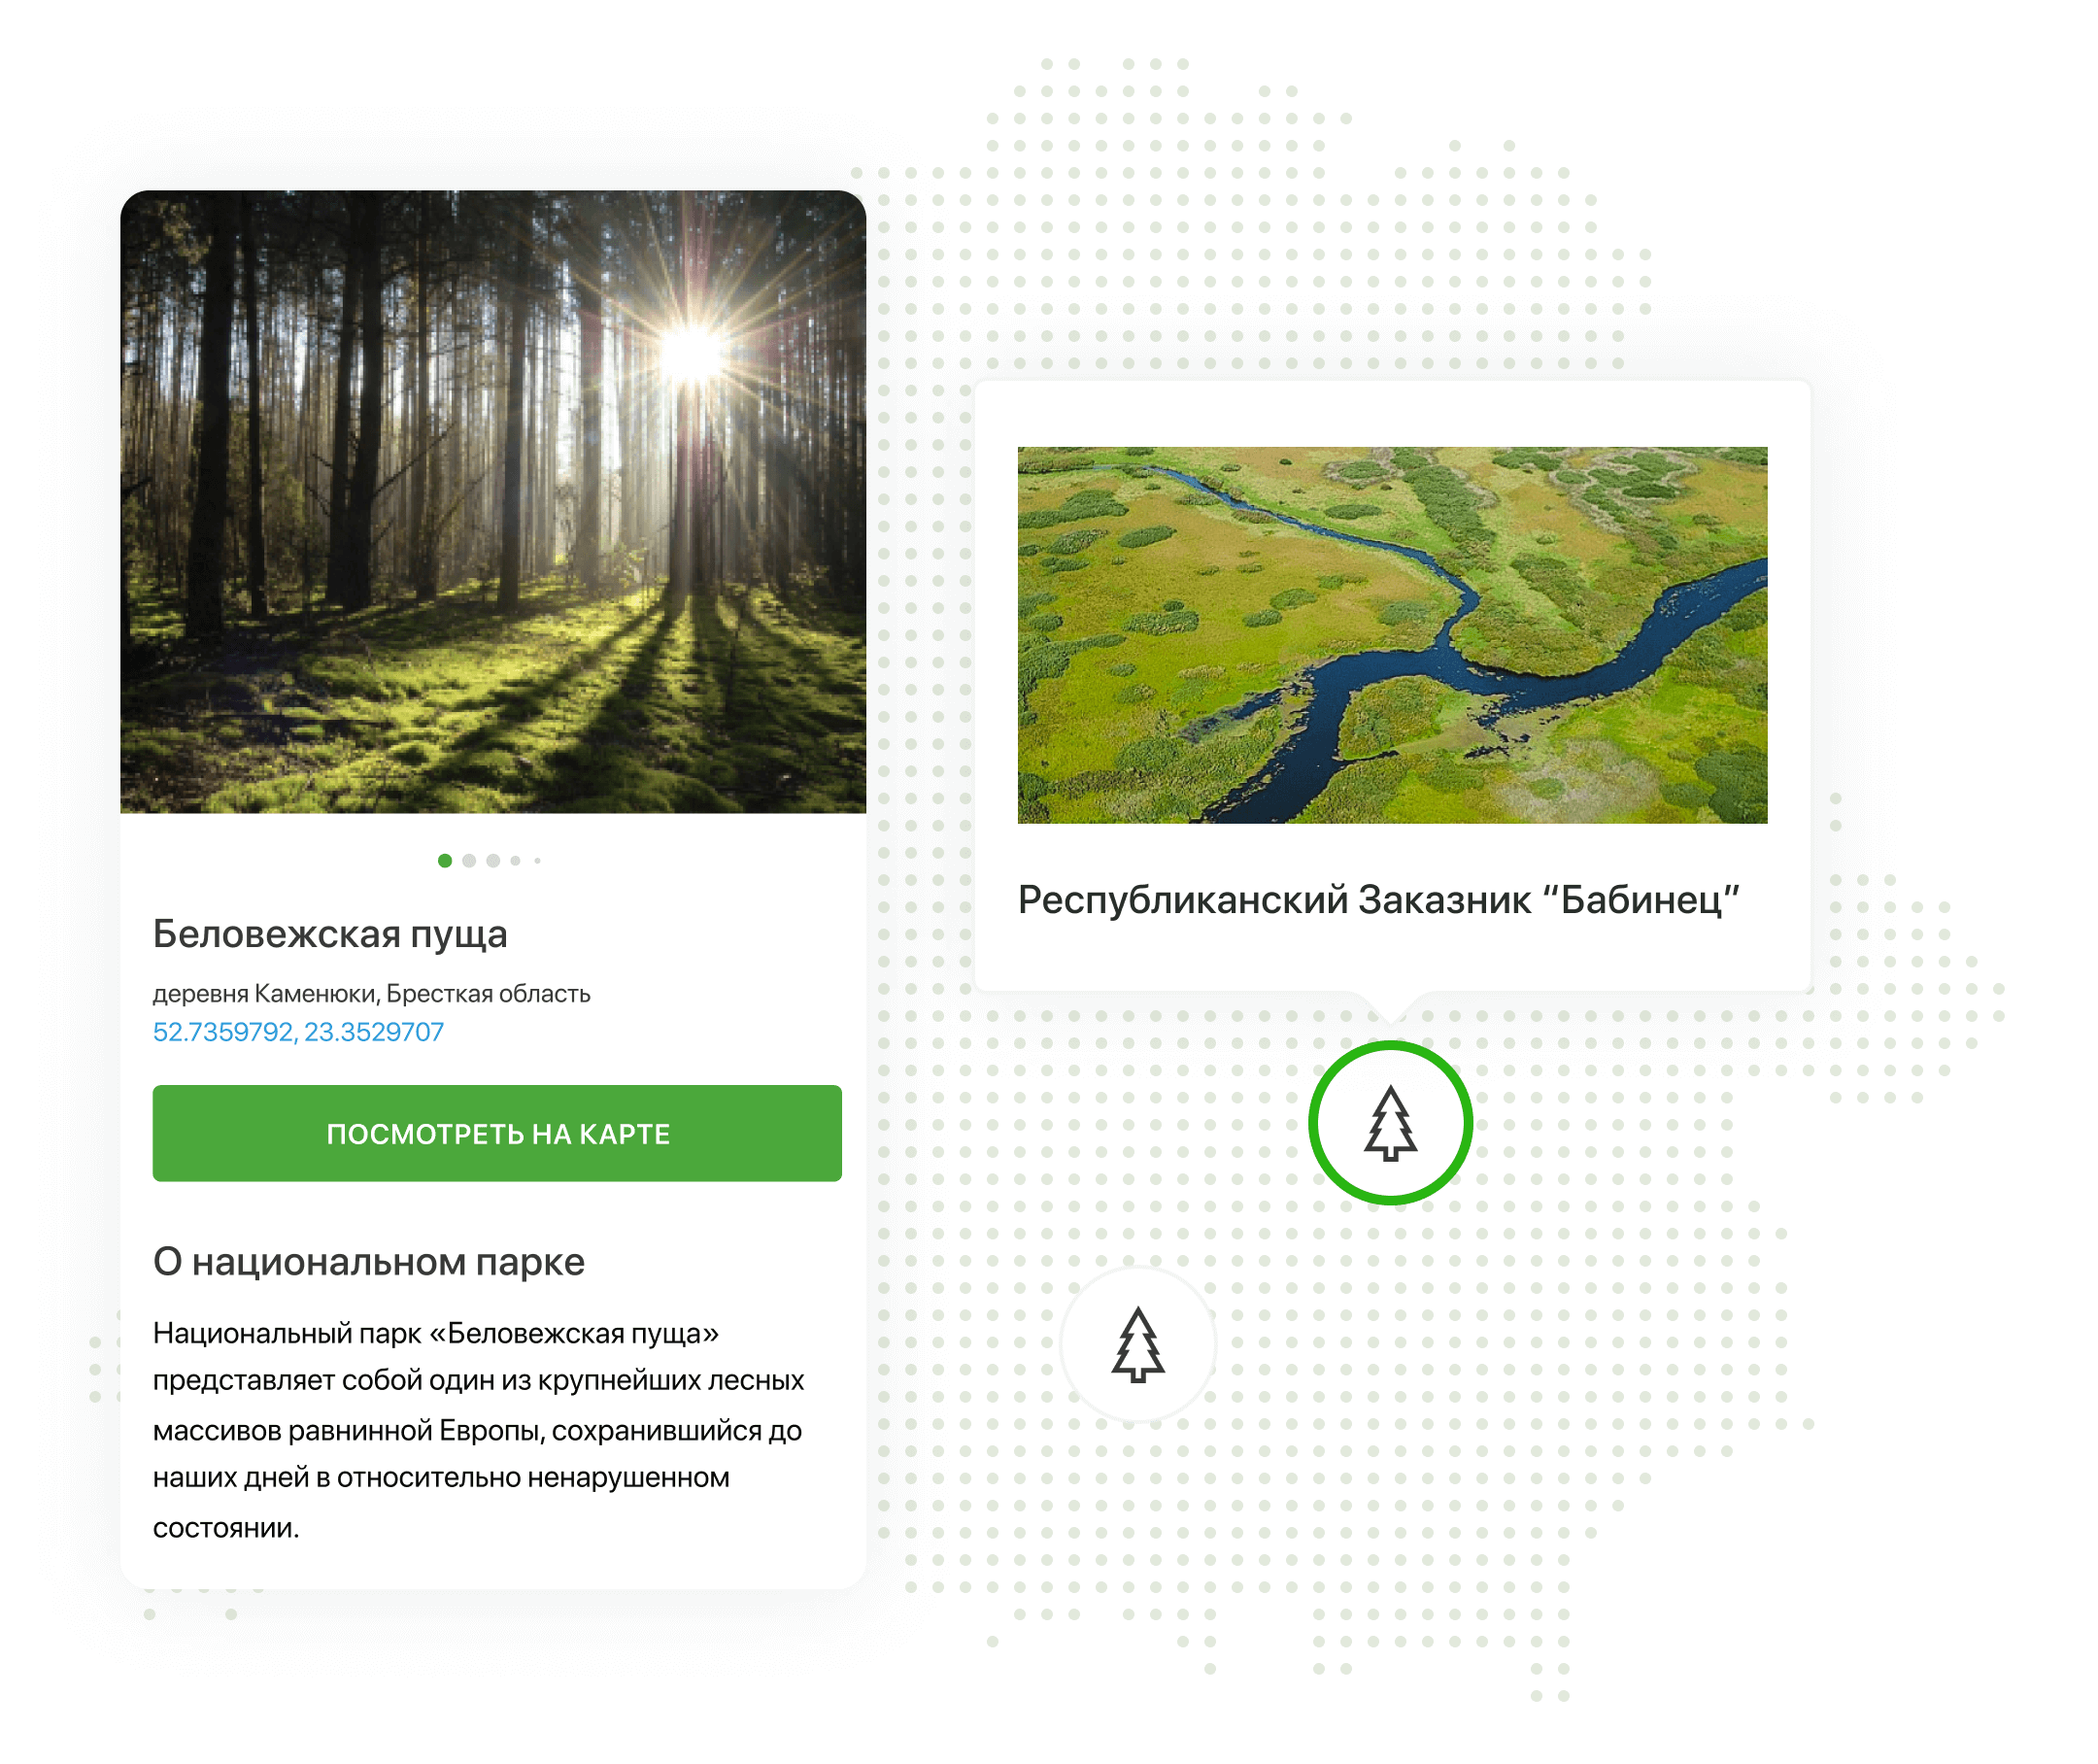 Беловежская пуща
деревня Каменюки, Бресткая область
52.7359792, 23.3529707
ПОСМОТРЕТЬ НА КАРТЕ
О национальном парке
Национальный парк «Беловежская пуща»
представляет собой один из крупнейших лесных
массивов равнинной Европы, сохранившийся до
наших дней в относительно ненарушенном
состоянии.
Республиканский Заказник “Бабинец”